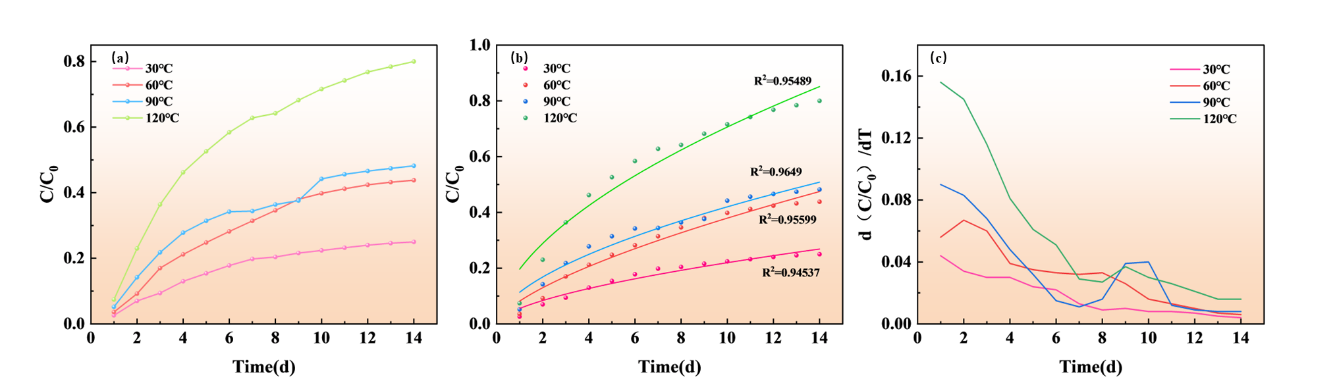 (a)
30℃
60℃
90℃
120℃
C/C₀
0.8
0.6
0.4
0.2
0.0
0 2 4 6 8 10 12 14
Time(d)
(b)
30℃
60℃
90℃
120℃
C/C₀
1.0
0.8
0.6
0.4
0.2
0.0
R²=0.95489
R²=0.9649
R²=0.95599
R²=0.94537
0 2 4 6 8 10 12 14
Time(d)
(c)
30℃
60℃
90℃
120℃
d（C/C₀）/dT
0.16
0.12
0.08
0.04
0.00
0 2 4 6 8 10 12 14
Time(d)